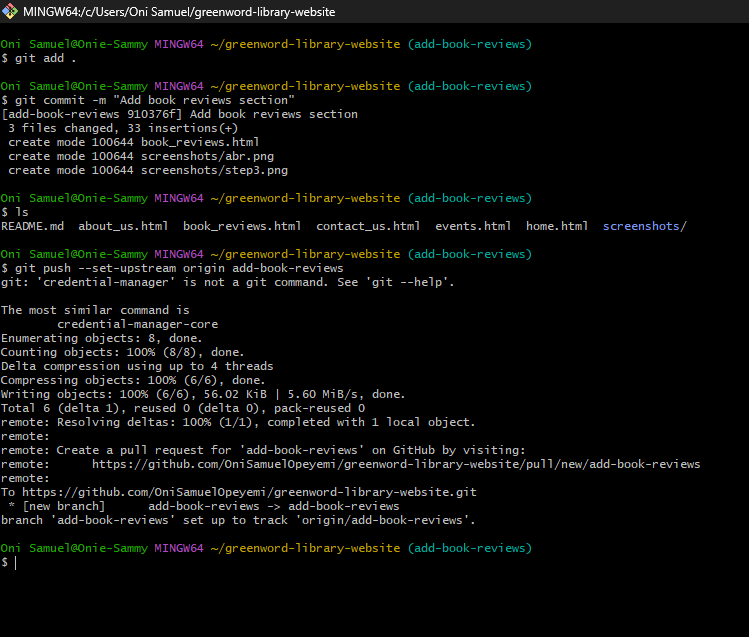 MINGW64:/c/Users/Oni Samuel/greenword-library-website
Oni Samuel@Onie-Sammy MINGW64 ~/greenword-library-website (add-book-reviews)
$ git add .
Oni Samuel@Onie-Sammy MINGW64 ~/greenword-library-website (add-book-reviews)
$ git commit -m "Add book reviews section"
[add-book-reviews 910376f] Add book reviews section
 3 files changed, 33 insertions(+)
 create mode 100644 book_reviews.html
 create mode 100644 screenshots/abr.png
 create mode 100644 screenshots/step3.png
Oni Samuel@Onie-Sammy MINGW64 ~/greenword-library-website (add-book-reviews)
$ ls
README.md  about_us.html  book_reviews.html  contact_us.html  events.html  home.html  screenshots/
Oni Samuel@Onie-Sammy MINGW64 ~/greenword-library-website (add-book-reviews)
$ git push --set-upstream origin add-book-reviews
git: 'credential-manager' is not a git command. See 'git --help'.
The most similar command is
        credential-manager-core
Enumerating objects: 8, done.
Counting objects: 100% (8/8), done.
Delta compression using up to 4 threads
Compressing objects: 100% (6/6), done.
Writing objects: 100% (6/6), 56.02 KiB | 5.60 MiB/s, done.
Total 6 (delta 1), reused 0 (delta 0), pack-reused 0
remote: Resolving deltas: 100% (1/1), completed with 1 local object.
remote:
remote: Create a pull request for 'add-book-reviews' on GitHub by visiting:
remote:      https://github.com/OniSamuelOpeyemi/greenword-library-website/pull/new/add-book-reviews
remote:
To https://github.com/OniSamuelOpeyemi/greenword-library-website.git
 * [new branch]      add-book-reviews -> add-book-reviews
branch 'add-book-reviews' set up to track 'origin/add-book-reviews'.
Oni Samuel@Onie-Sammy MINGW64 ~/greenword-library-website (add-book-reviews)
$